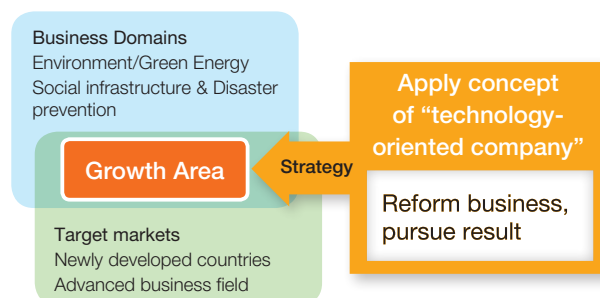 Business Domains
Environment/Green Energy
Social infrastructure & Disaster
prevention
Growth Area
Target markets
Newly developed countries
Advanced business field
Strategy
Apply concept
of “technology-
oriented company”
Reform business,
pursue result